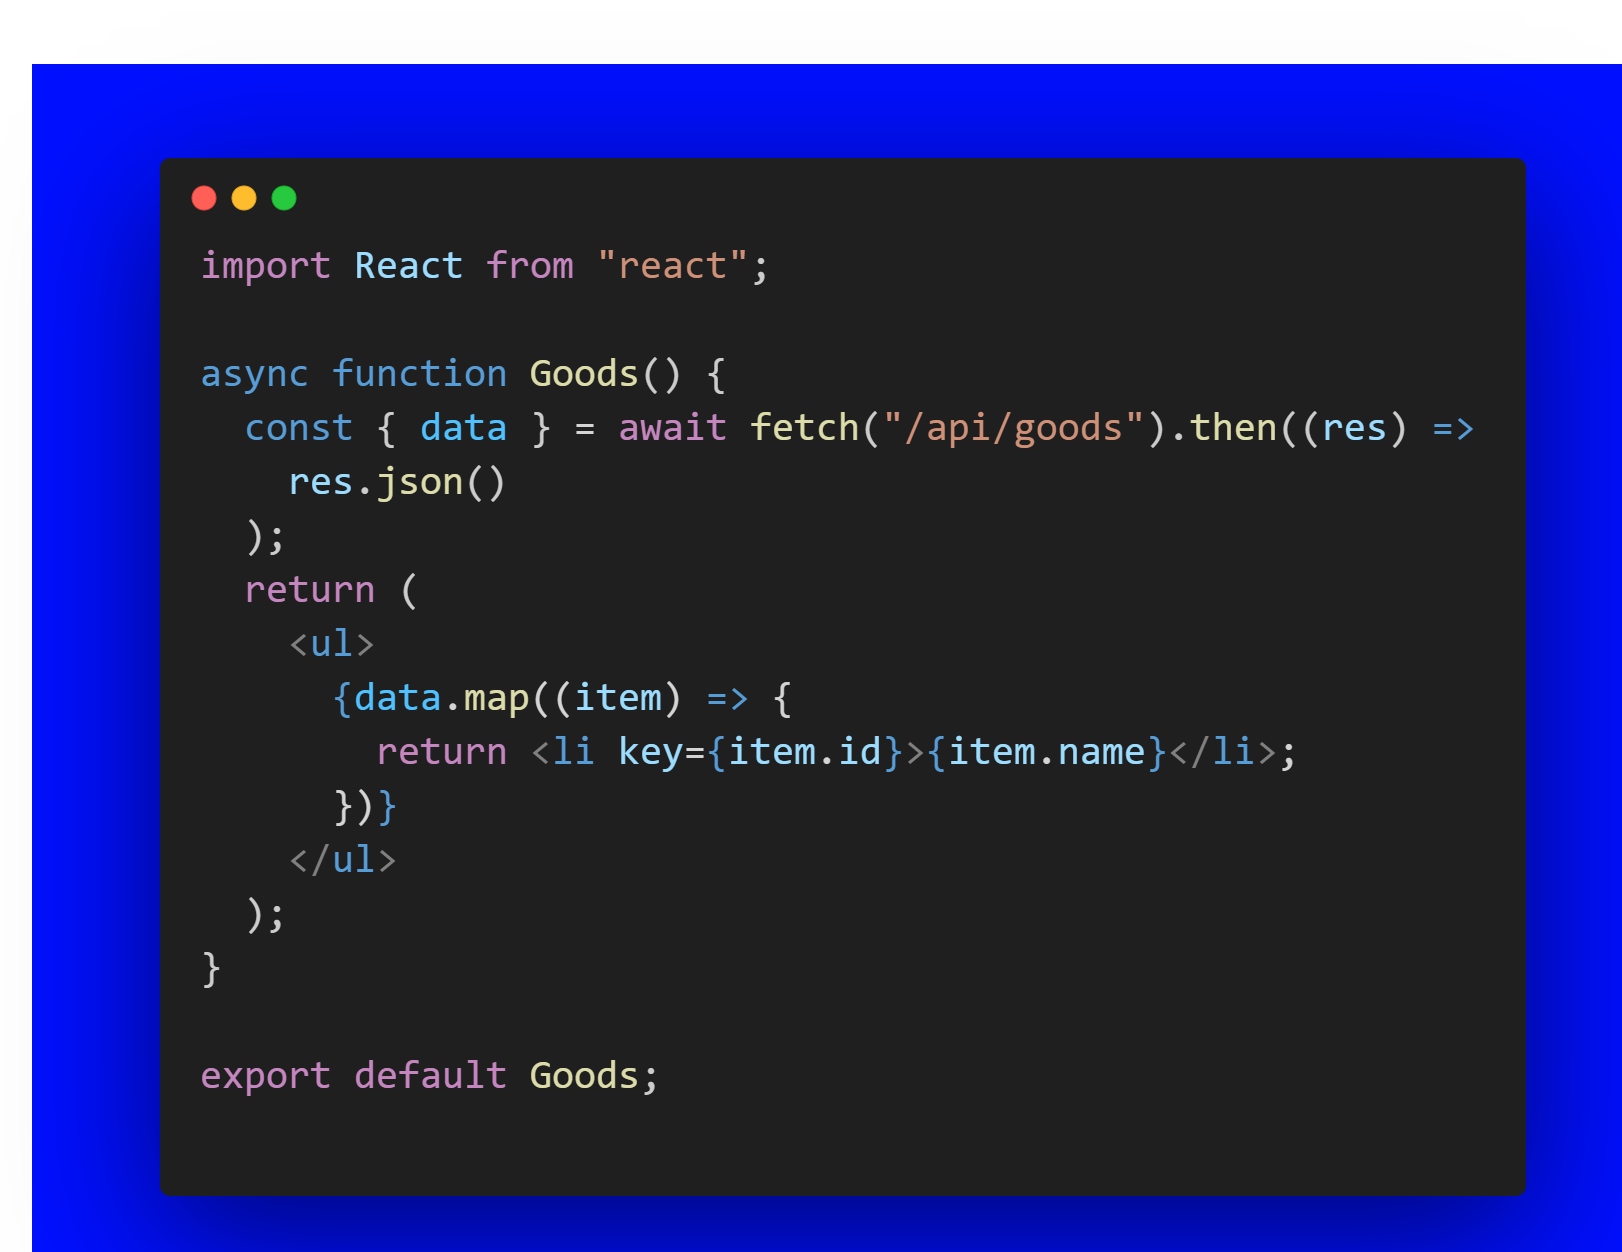 import React from "react";
async function Goods() {
  const { data } = await fetch("/api/goods").then((res) =>
    res.json()
  );
  return (
    <ul>
      {data.map((item) => {
        return <li key={item.id}>{item.name}</li>;
      })}
    </ul>
  );
}
export default Goods;